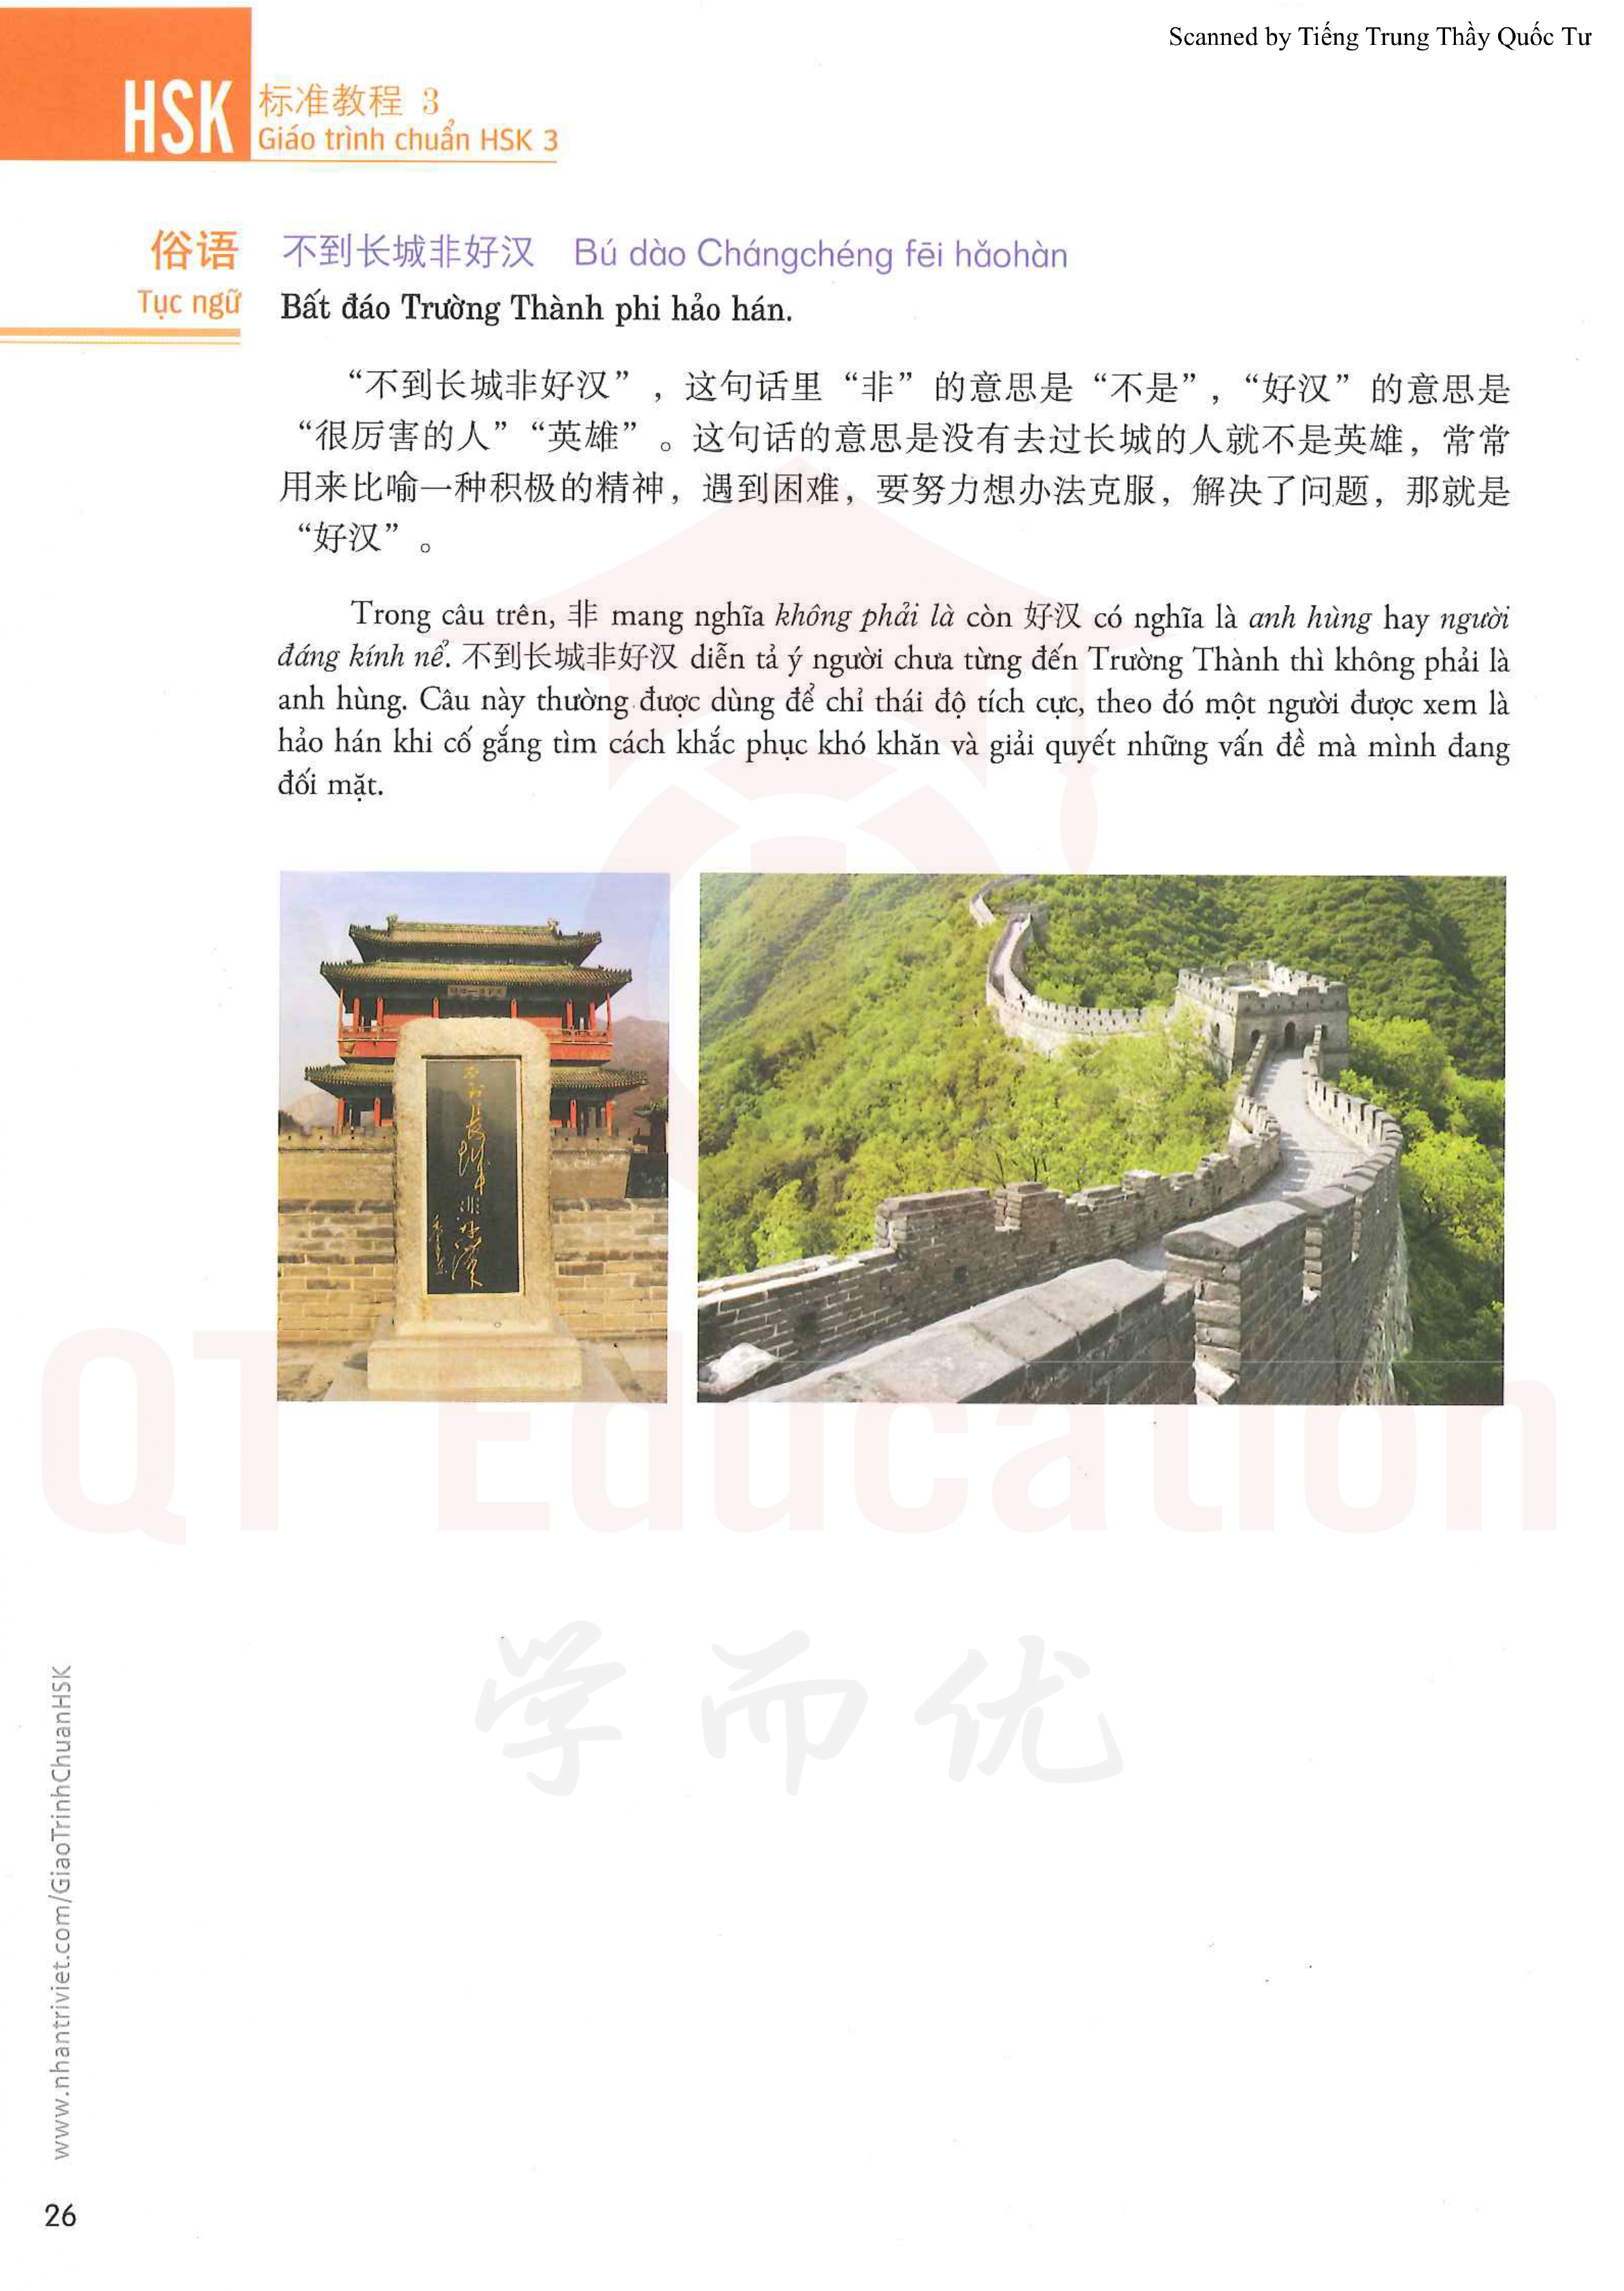 Scanned by Tiếng Trung Thầy Quốc Tư
HSK
标准教程 3
Giáo trình chuẩn HSK 3
俗语
Tục ngữ
不到长城非好汉 Bú dào Chángchéng fēi hǎohàn
Bất đáo Trường Thành phi hảo hán.
“不到长城非好汉”，这句话里“非”的意思是“不是”，“好汉”的意思是
“很厉害的人”“英雄”。这句话的意思是没有去过长城的人就不是英雄，常常
用来比喻一种积极的精神，遇到困难，要努力想办法克服，解决了问题，那就是
“好汉”。
Trong câu trên, 非 mang nghĩa không phải là còn 好汉 có nghĩa là anh hùng hay người
đáng kính nể. 不到长城非好汉 diễn tả ý người chưa từng đến Trường Thành thì không phải là
anh hùng. Câu này thường được dùng để chỉ thái độ tích cực, theo đó một người được xem là
hảo hán khi cố gắng tìm cách khắc phục khó khăn và giải quyết những vấn đề mà mình đang
đối mặt.
不到长城非好汉
毛泽东
QT Education
学而优
www.nhantriviet.com/GiaoTrinhChuanHSK
26